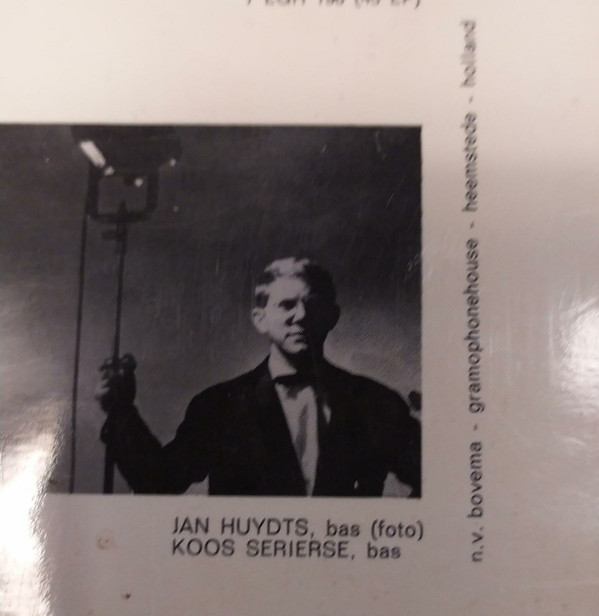 JAN HUYDTS, bas (foto)
KOOS SERIERSE, bas
n.v. bovema - gramophonehouse - heemstede - holland